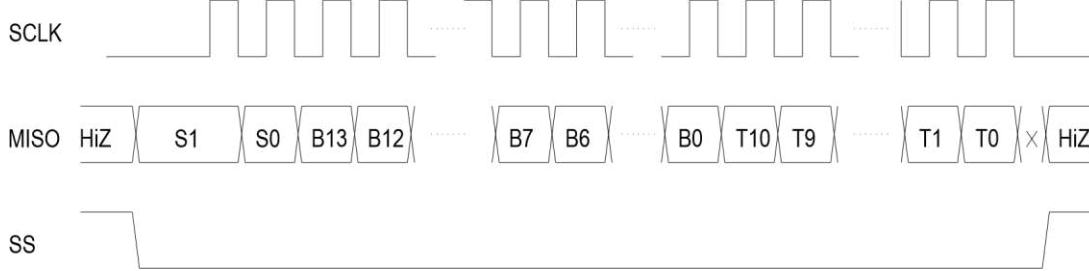 SCLK
MISO HiZ S1 S0 B13 B12 ...... B7 B6 ...... B0 T10 T9 ...... T1 T0 X HiZ
SS